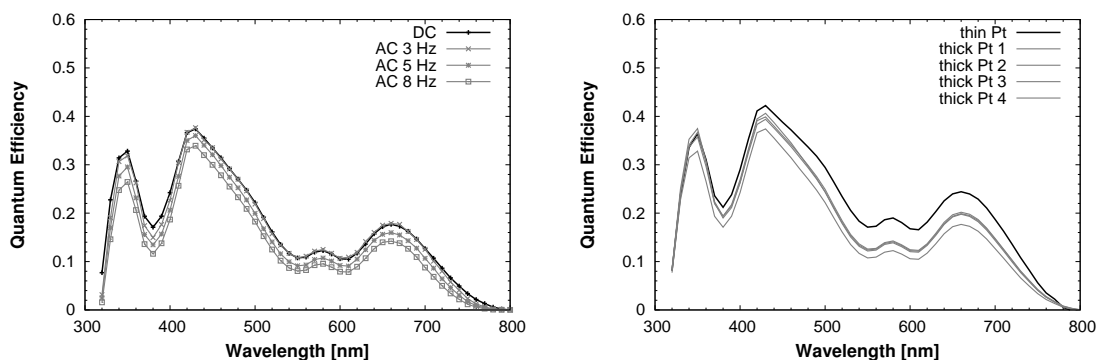 0.6
0.5
0.4
0.3
0.2
0.1
0
300 400 500 600 700 800
Quantum Efficiency
Wavelength [nm]
DC
AC 3 Hz
AC 5 Hz
AC 8 Hz
0.6
0.5
0.4
0.3
0.2
0.1
0
300 400 500 600 700 800
Quantum Efficiency
Wavelength [nm]
thin Pt
thick Pt 1
thick Pt 2
thick Pt 3
thick Pt 4